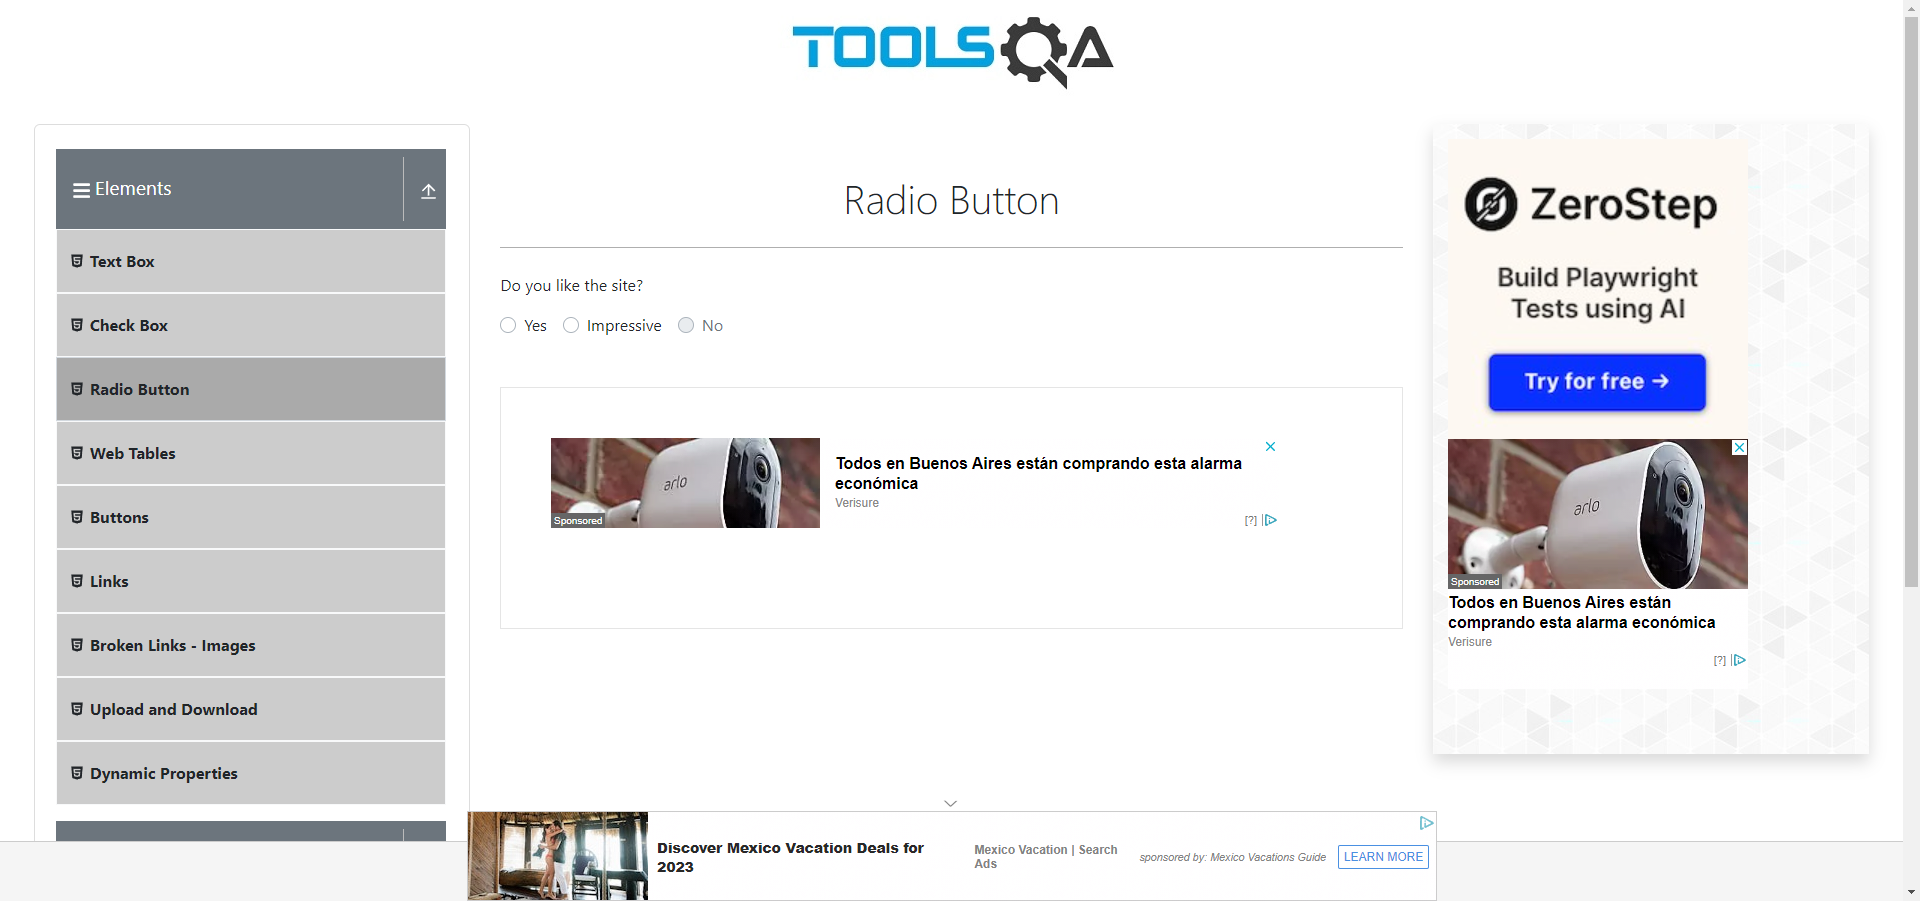 TOOLSQA
Elements
Text Box
Check Box
Radio Button
Web Tables
Buttons
Links
Broken Links - Images
Upload and Download
Dynamic Properties
Radio Button
Do you like the site?
Yes
Impressive
No
arlo
Sponsored
Todos en Buenos Aires están comprando esta alarma
económica
Verisure
[?]
ZeroStep
Build Playwright
Tests using AI
Try for free →
arlo
Sponsored
Todos en Buenos Aires están
comprando esta alarma económica
Verisure
[?]
Discover Mexico Vacation Deals for
2023
Mexico Vacation | Search
Ads
sponsored by: Mexico Vacations Guide
LEARN MORE